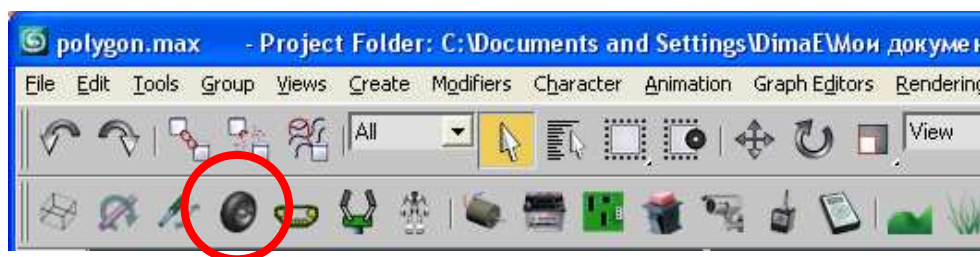 polygon.max - Project Folder: C:\Documents and Settings\DimaE\Мои докумен
File Edit Tools Group Views Create Modifiers Character Animation Graph Editors Rendering
All View